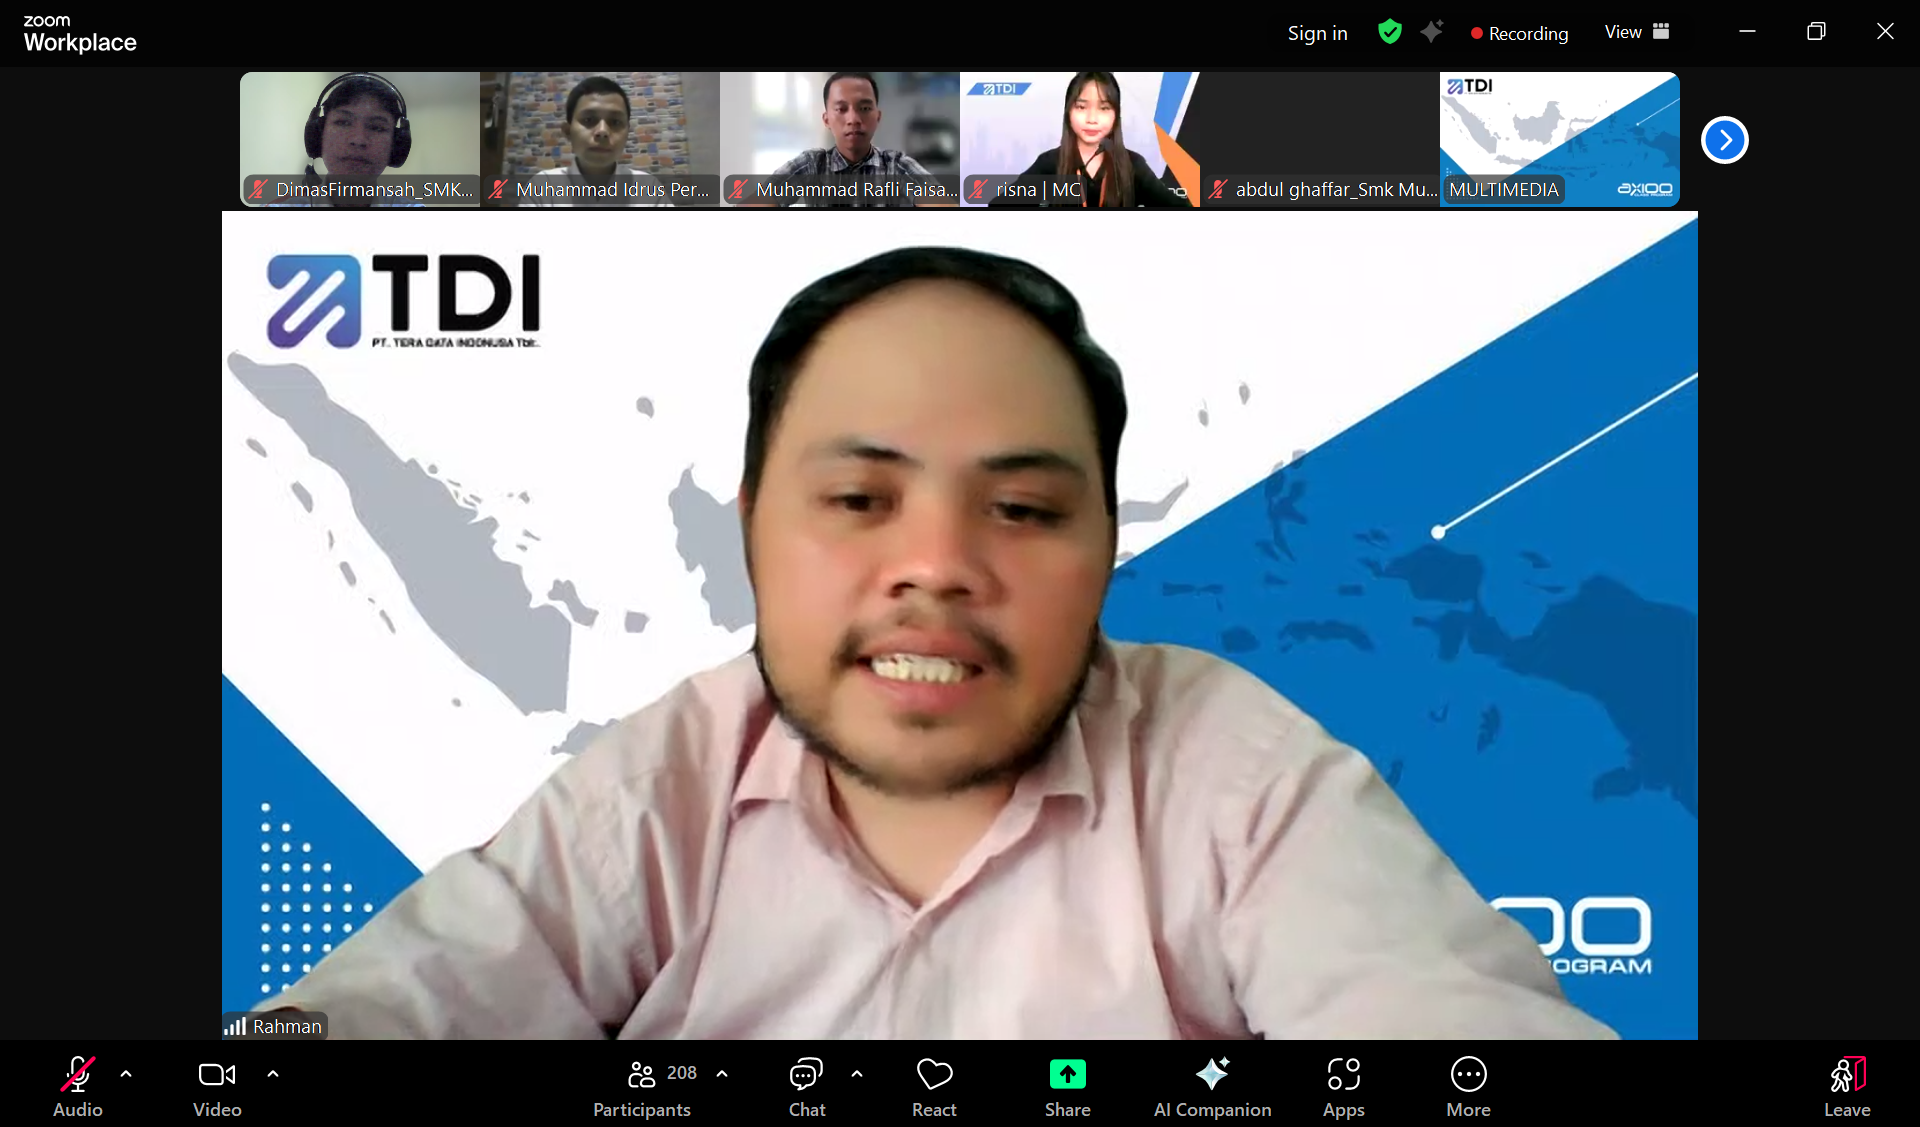 zoom
Workplace
Sign in
Recording
View
DimasFirmansah_SMK...
Muhammad Idrus Per...
Muhammad Rafli Faisa...
TDI
risna | MC
abdul ghaffar_Smk Mu...
TDI
MULTIMEDIA
AXIOO
TDI
PT. TERA DATA INDONUSA Tbk.
OO
OGRAM
Rahman
Audio
Video
208
Participants
Chat
React
Share
AI Companion
Apps
More
Leave